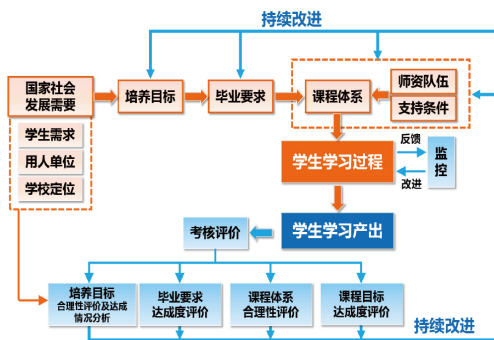 持续改进
国家社会
发展需要
培养目标
毕业要求
课程体系
师资队伍
支持条件
学生需求
用人单位
学校定位
学生学习过程
反馈
改进
监
控
学生学习产出
考核评价
培养目标
合理性评价及达成
情况分析
毕业要求
达成度评价
课程体系
合理性评价
课程目标
达成度评价
持续改进